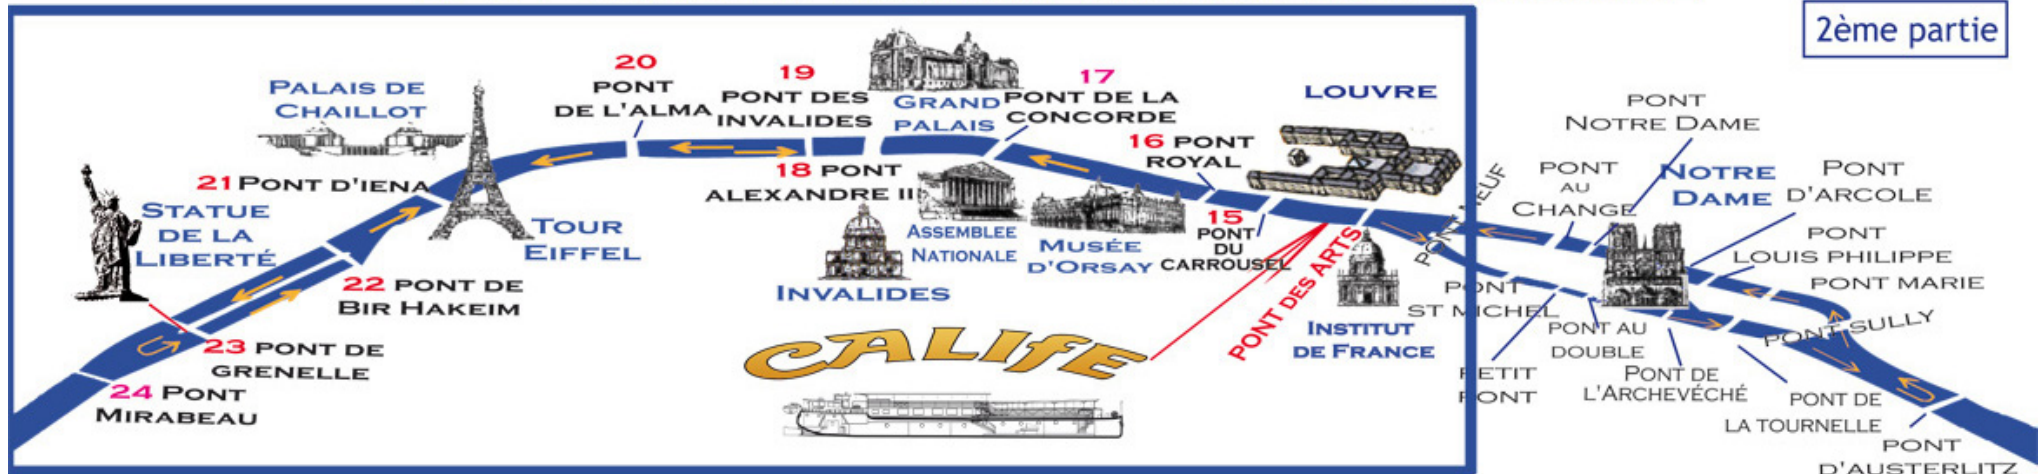 2ème partie
PALAIS DE
CHAILLOT
20
PONT
DE L'ALMA
19
PONT DES
INVALIDES
GRAND
PALAIS
17
PONT DE LA
CONCORDE
16 PONT
ROYAL
LOUVRE
PONT
NOTRE DAME
PONT
AU
CHANGE
NOTRE
DAME
PONT
D'ARCOLE
PONT NEUF
21 PONT D'IENA
STATUE
DE LA
LIBERTÉ
TOUR
EIFFEL
18 PONT
ALEXANDRE II
ASSEMBLEE
NATIONALE
MUSÉE
D'ORSAY
15
PONT
DU
CARROUSEL
PONT DES ARTS
INSTITUT
DE FRANCE
PONT
ST MICHEL
PONT
LOUIS PHILIPPE
PONT MARIE
PONT SULLY
22 PONT DE
BIR HAKEIM
INVALIDES
CALIFE
23 PONT DE
GRENELLE
24 PONT
MIRABEAU
PETIT
PONT
PONT AU
DOUBLE
PONT DE
L'ARCHEVÉCHÉ
PONT DE
LA TOURNELLE
PONT
D'AUSTERLITZ